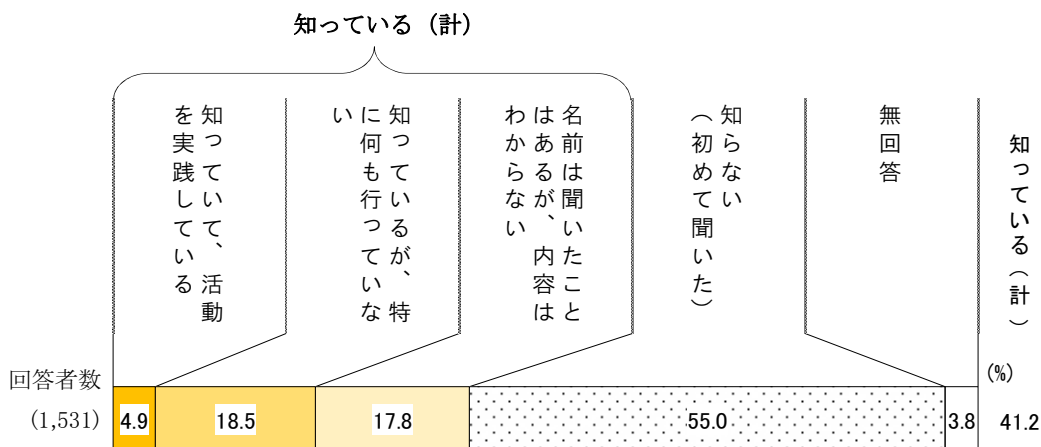 知っている（計）
知っていて、活動
を実践している
知っているが、特
に何も行っていな
い
名前は聞いたこと
はあるが、内容は
わからない
知らない
（初めて聞いた）
無回答
知っている（計）
回答者数
(%)
(1,531)
4.9
18.5
17.8
55.0
3.8
41.2